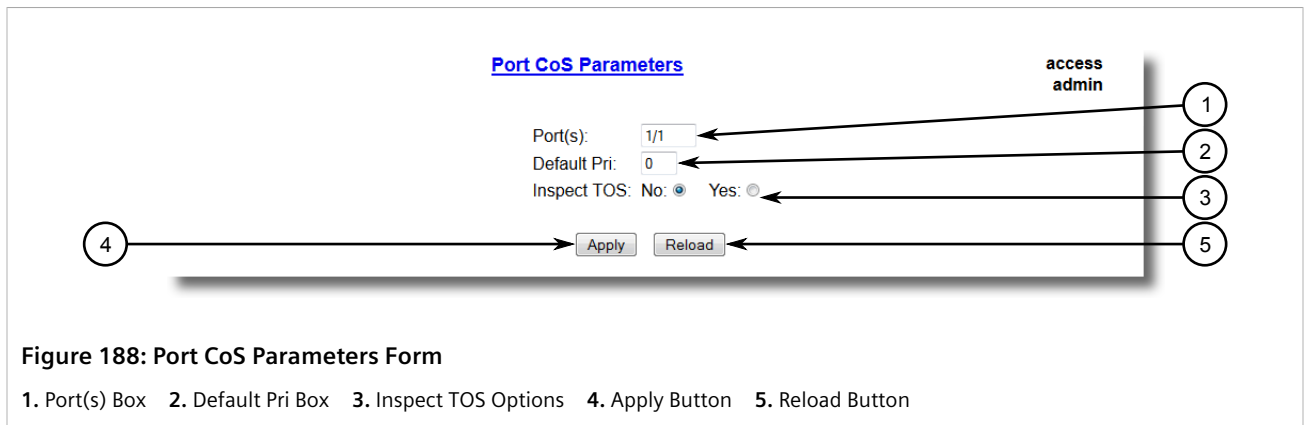 Port CoS Parameters
access
admin
Port(s): 1/1
Default Pri: 0
Inspect TOS: No: Yes:
Apply Reload
1
2
3
4
5
Figure 188: Port CoS Parameters Form
1. Port(s) Box 2. Default Pri Box 3. Inspect TOS Options 4. Apply Button 5. Reload Button